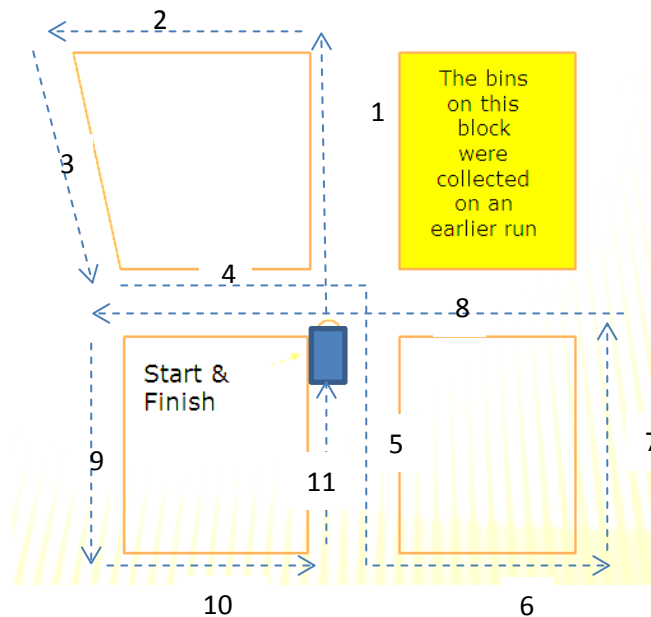 2
1
The bins
on this
block
were
collected
on an
earlier run
3
4
8
Start &
Finish
9
11
5
7
10
6